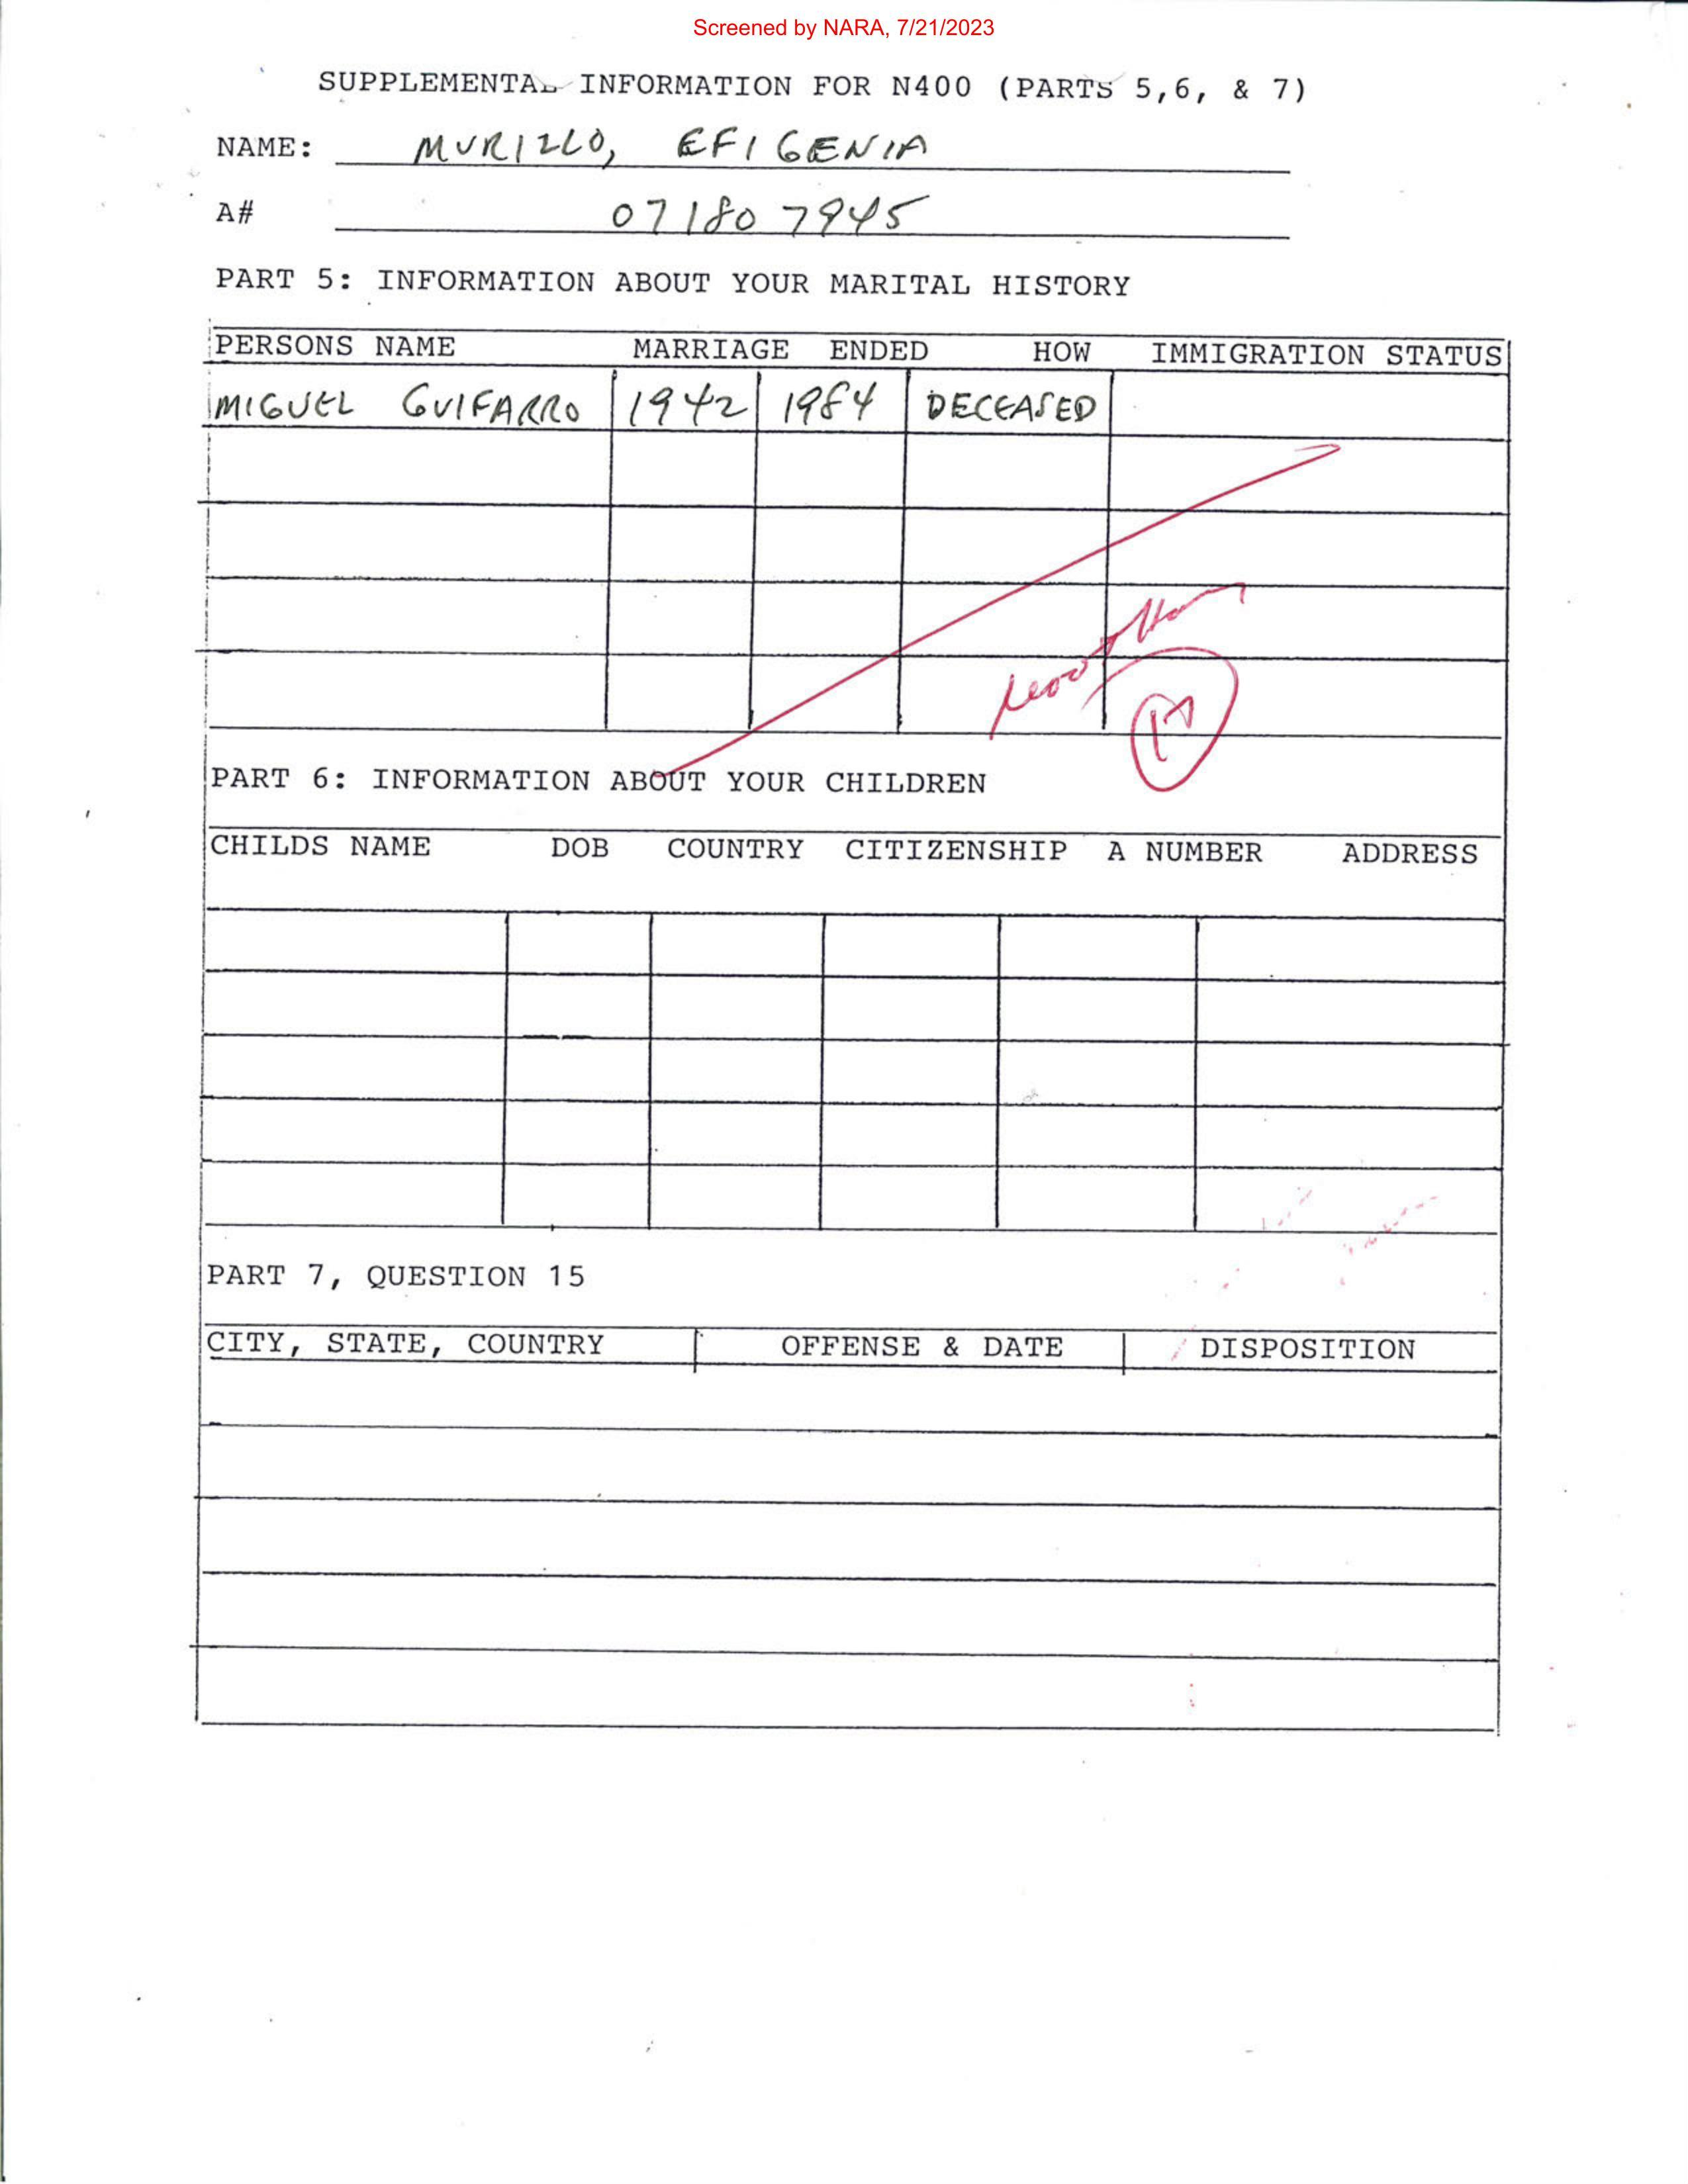 Screened by NARA, 7/21/2023
SUPPLEMENTAL INFORMATION FOR N400 (PARTS 5,6, & 7)
NAME: MURILLO, EFIGENIA
A# 071807945
PART 5: INFORMATION ABOUT YOUR MARITAL HISTORY
PERSONS NAME MARRIAGE ENDED HOW IMMIGRATION STATUS
MIGUEL GUIFARRO 1942 1984 DECEASED
PART 6: INFORMATION ABOUT YOUR CHILDREN
CHILDS NAME DOB COUNTRY CITIZENSHIP A NUMBER ADDRESS
PART 7, QUESTION 15
CITY, STATE, COUNTRY OFFENSE & DATE DISPOSITION